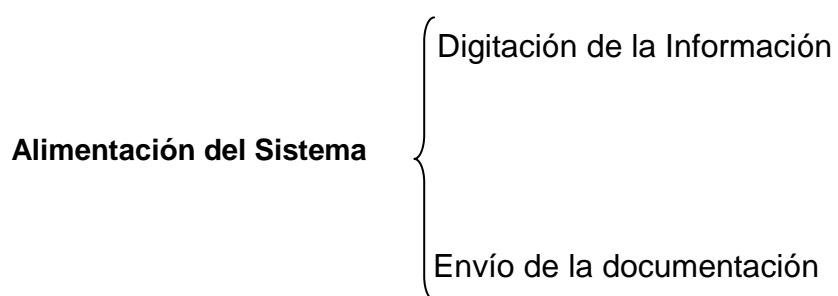 Digitación de la Información
Alimentación del Sistema
Envío de la documentación